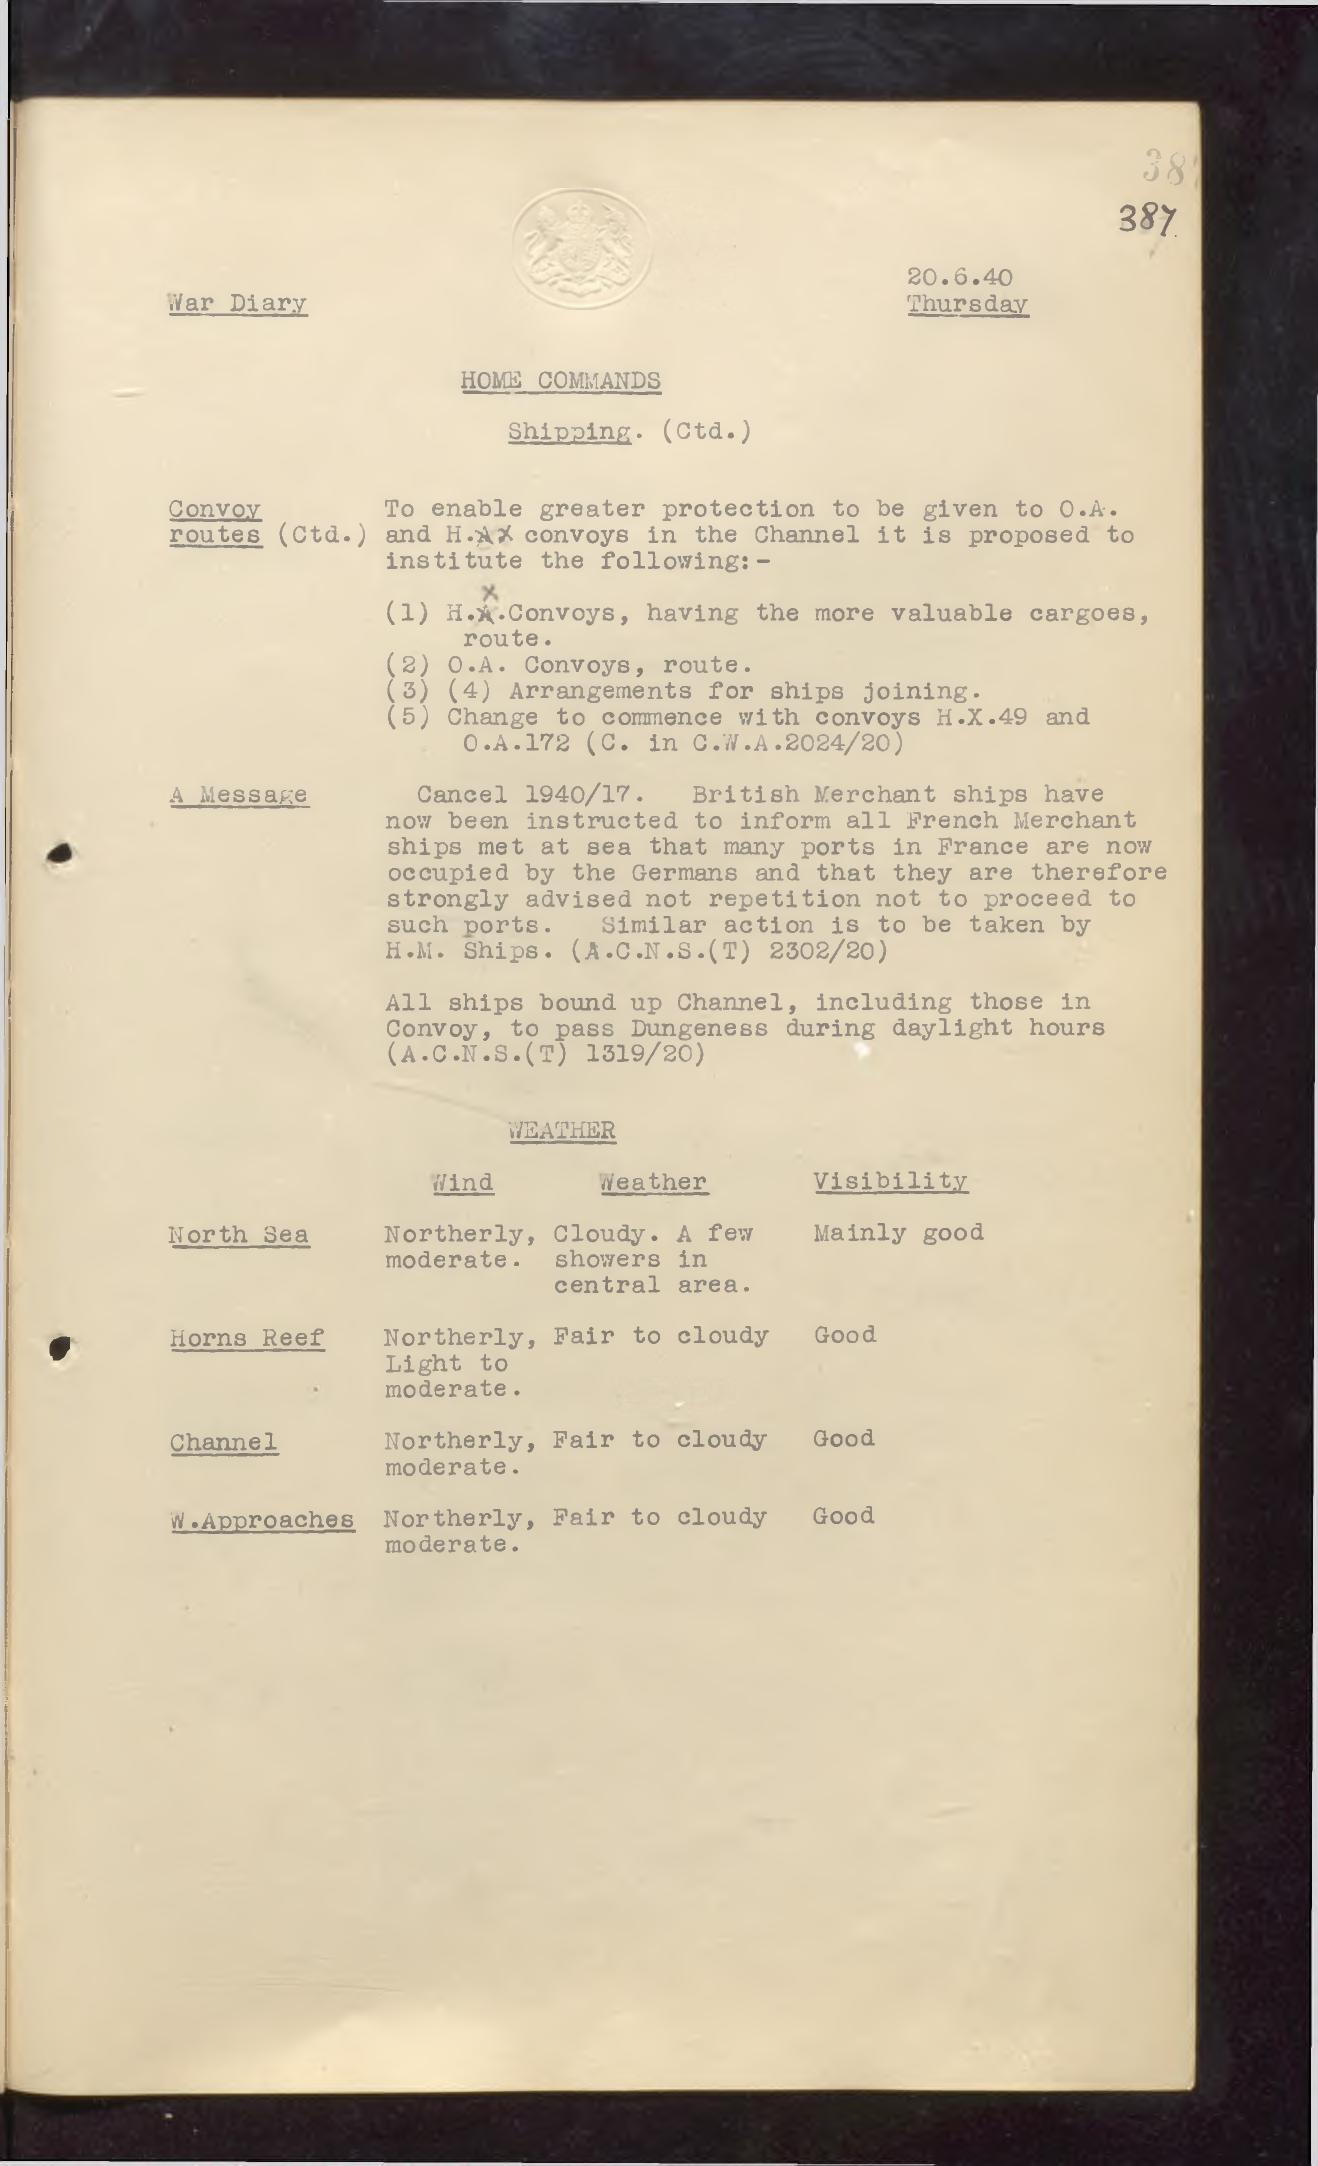 38
387.
20.6.40
War Diary Thursday
HOME COMMANDS
Shipping. (Ctd.)
Convoy To enable greater protection to be given to O.A.
routes (Ctd.) and H.X convoys in the Channel it is proposed to
institute the following:-
X
(1) H.A.Convoys, having the more valuable cargoes,
route.
(2) O.A. Convoys, route.
(3) (4) Arrangements for ships joining.
(5) Change to commence with convoys H.X.49 and
O.A.172 (C. in C.W.A.2024/20)
A Message Cancel 1940/17. British Merchant ships have
now been instructed to inform all French Merchant
ships met at sea that many ports in France are now
occupied by the Germans and that they are therefore
strongly advised not repetition not to proceed to
such ports. Similar action is to be taken by
H.M. Ships. (A.C.N.S.(T) 2302/20)
All ships bound up Channel, including those in
Convoy, to pass Dungeness during daylight hours
(A.C.N.S.(T) 1319/20)
WEATHER
Wind Weather Visibility
North Sea Northerly, Cloudy. A few Mainly good
moderate. showers in
central area.
Horns Reef Northerly, Fair to cloudy Good
Light to
moderate.
Channel Northerly, Fair to cloudy Good
moderate.
W.Approaches Northerly, Fair to cloudy Good
moderate.